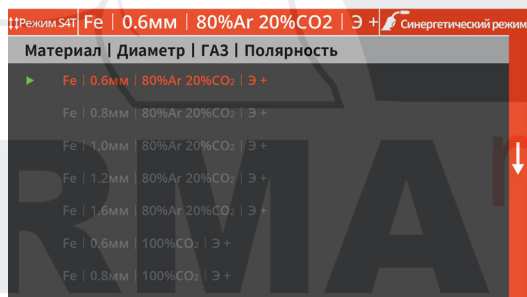 Режим S4T Fe | 0.6мм | 80%Ar 20%CO2 | Э + Синергетический режим
Материал | Диаметр | ГАЗ | Полярность
Fe | 0.6мм | 80%Ar 20%CO₂ | Э +
Fe | 0.8мм | 80%Ar 20%CO₂ | Э +
Fe | 1.0мм | 80%Ar 20%CO₂ | Э +
Fe | 1.2мм | 80%Ar 20%CO₂ | Э +
Fe | 1.6мм | 80%Ar 20%CO₂ | Э +
Fe | 0.6мм | 100%CO₂ | Э +
Fe | 0.8мм | 100%CO₂ | Э +